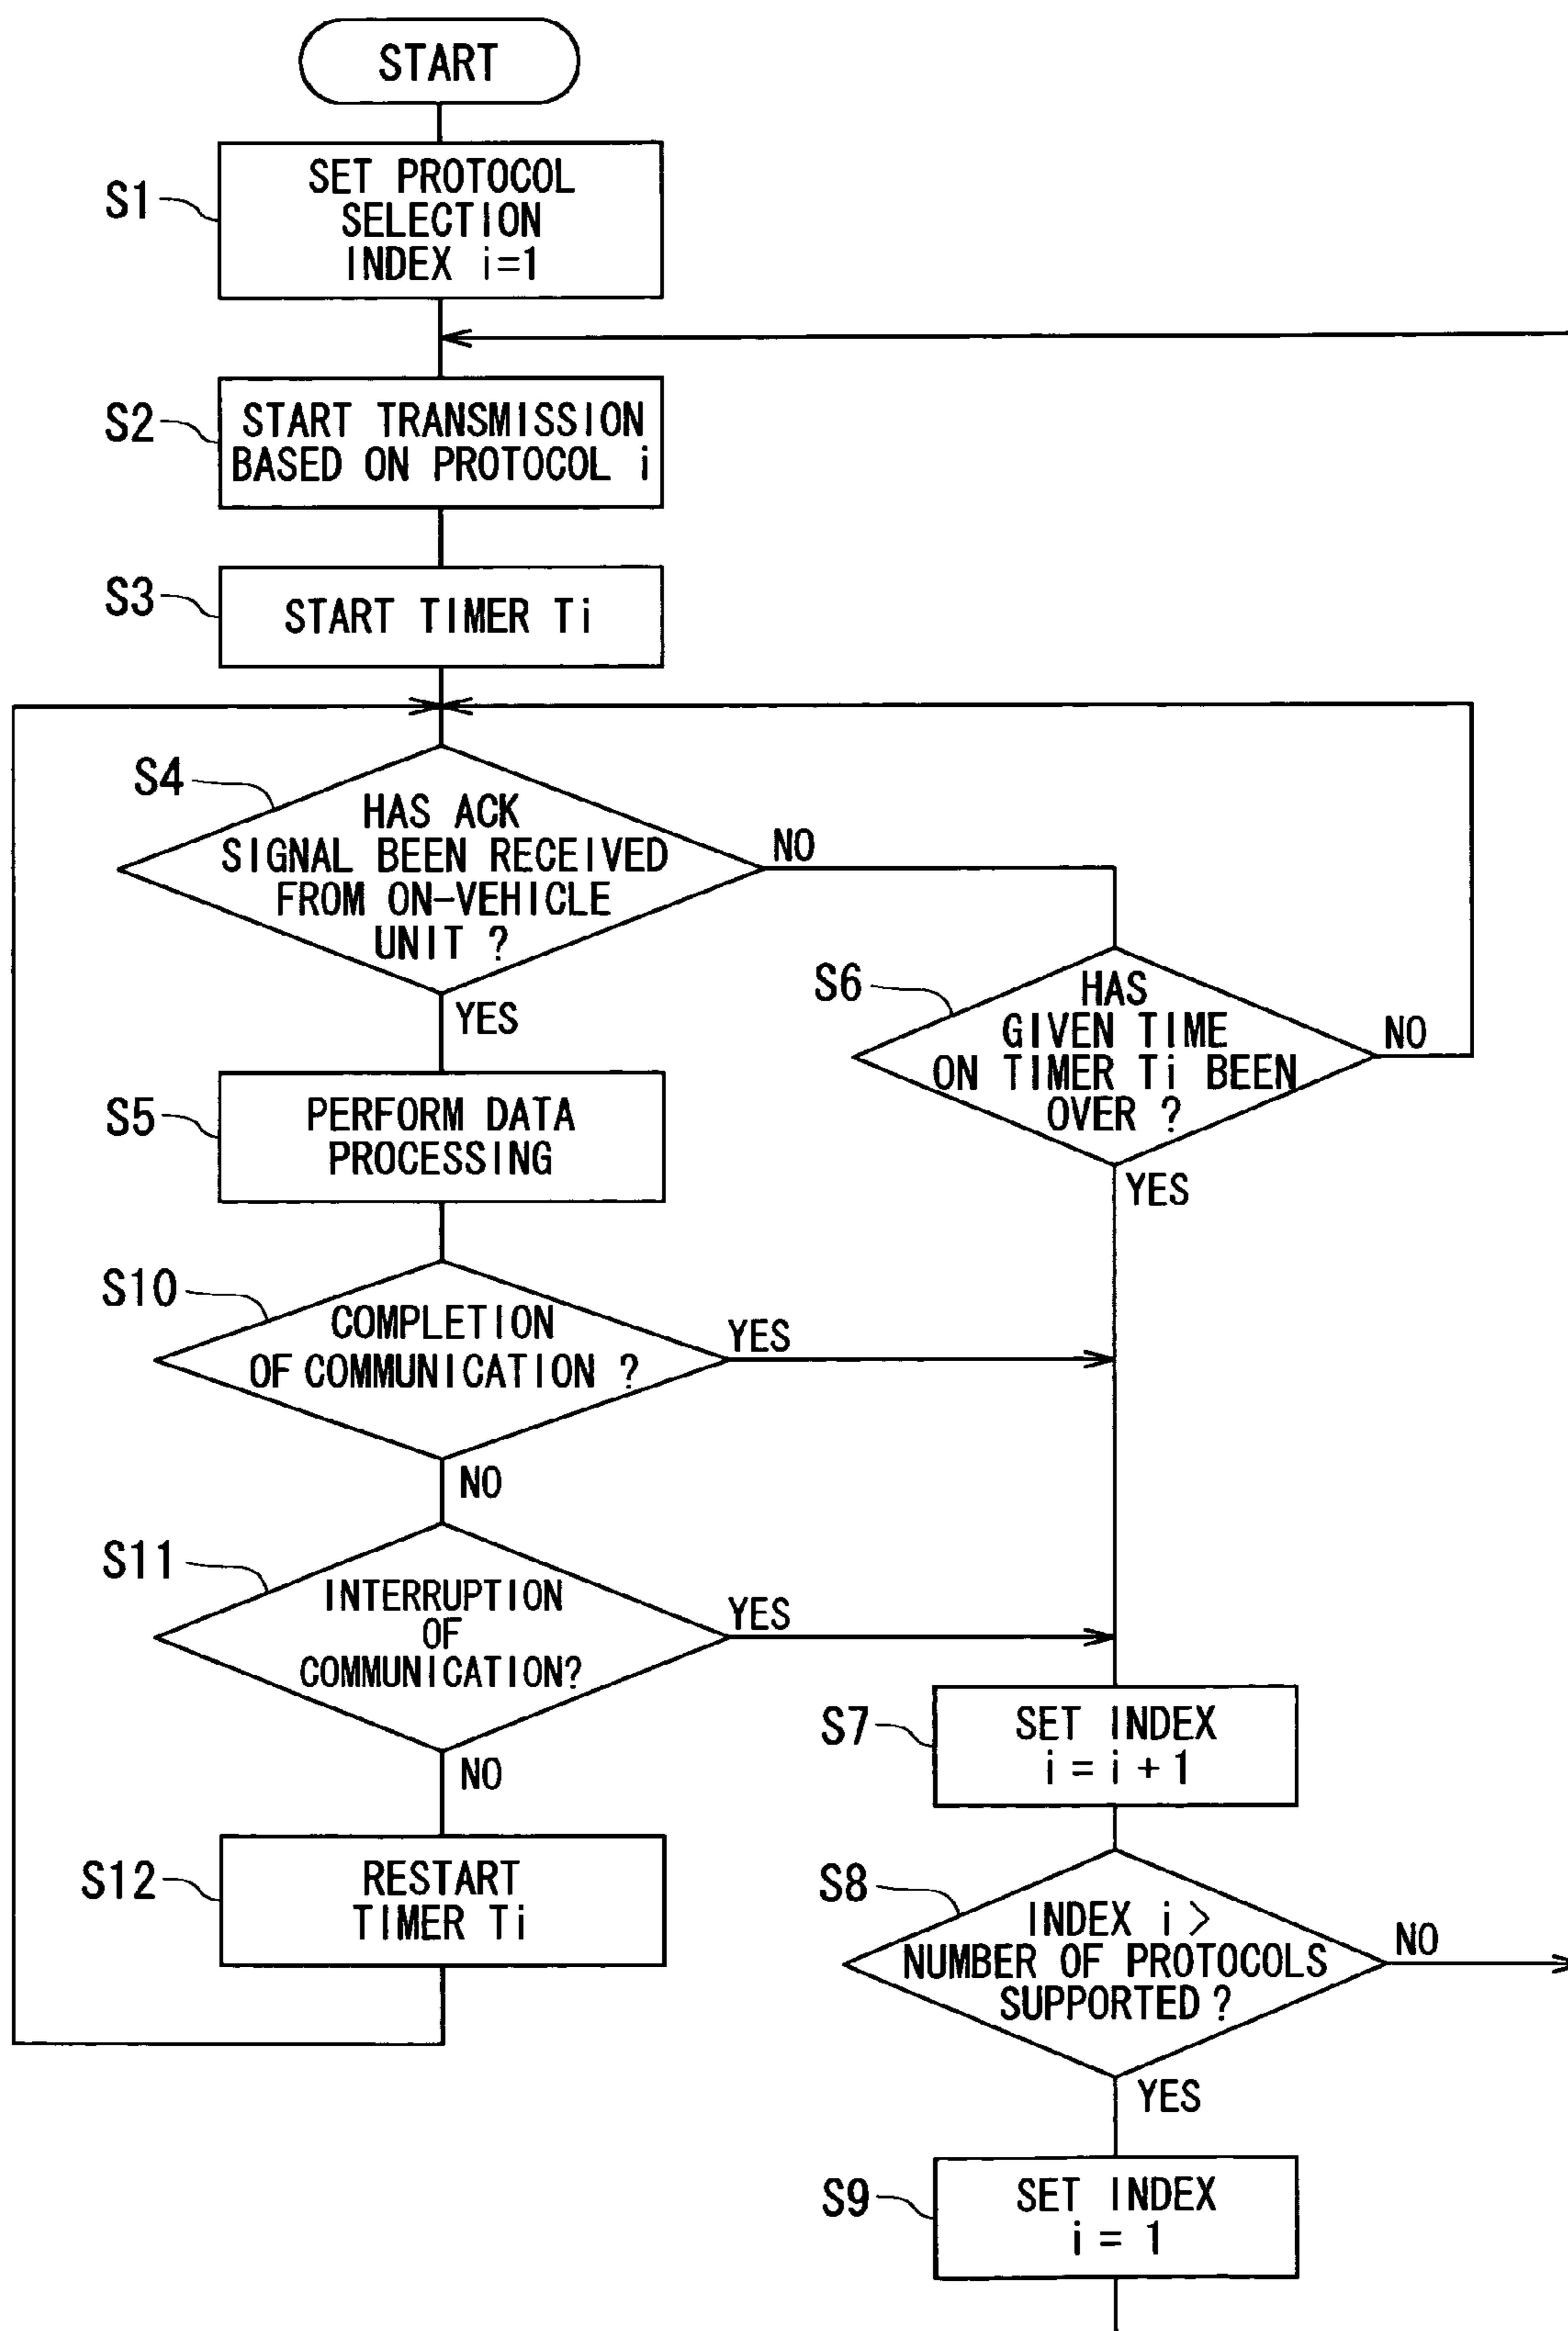 START
S1
SET PROTOCOL
SELECTION
INDEX i=1
S2
START TRANSMISSION
BASED ON PROTOCOL i
S3
START TIMER Ti
S4
HAS ACK
SIGNAL BEEN RECEIVED
FROM ON-VEHICLE
UNIT ?
NO
YES
S6
HAS
GIVEN TIME
ON TIMER Ti BEEN
OVER ?
NO
YES
S5
PERFORM DATA
PROCESSING
S10
COMPLETION
OF COMMUNICATION ?
YES
NO
S11
INTERRUPTION
OF
COMMUNICATION?
YES
NO
S12
RESTART
TIMER Ti
S7
SET INDEX
i = i + 1
S8
INDEX i >
NUMBER OF PROTOCOLS
SUPPORTED ?
NO
YES
S9
SET INDEX
i = 1